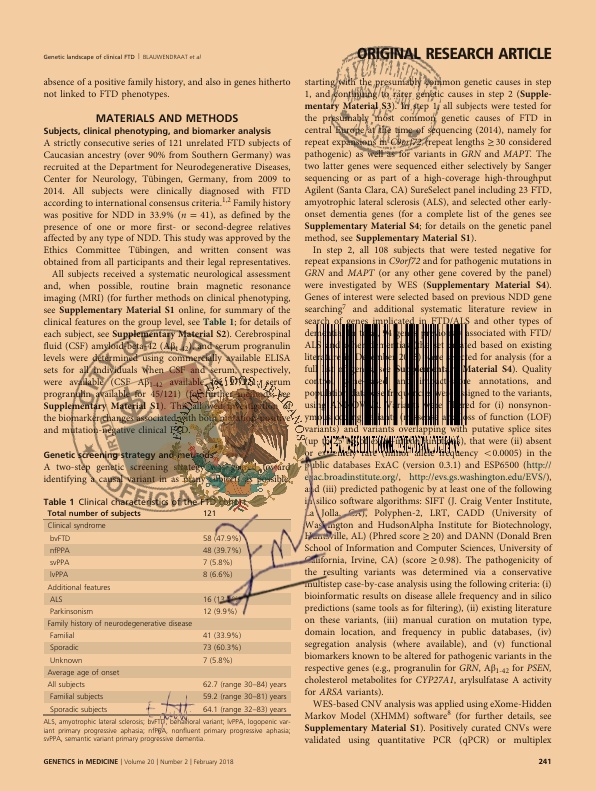 Genetic landscape of clinical FTD | BLAUWENDRAAT et al
ORIGINAL RESEARCH ARTICLE
absence of a positive family history, and also in genes hitherto
not linked to FTD phenotypes.
MATERIALS AND METHODS
Subjects, clinical phenotyping, and biomarker analysis
A strictly consecutive series of 121 unrelated FTD subjects of
Caucasian ancestry (over 90% from Southern Germany) was
recruited at the Department of Neurodegenerative Diseases,
Center for Neurology, Tübingen, Germany, from 2009 to
2014. All subjects were clinically diagnosed with FTD
according to international consensus criteria.1,2 Family history
was positive for NDD in 33.9% (n = 41), as defined by the
presence of one or more first- or second-degree relatives
affected by any type of NDD. This study was approved by the
Ethics Committee Tübingen, and written consent was
obtained from all participants and their legal representatives.
All subjects received a systematic neurological assessment
and, when possible, routine brain magnetic resonance
imaging (MRI) (for further methods on clinical phenotyping,
see Supplementary Material S1 online, for summary of the
clinical features on the group level, see Table 1; for details of
each subject, see Supplementary Material S2). Cerebrospinal
fluid (CSF) amyloid beta-42 (Aβ1–42) and serum progranulin
levels were determined using commercially available ELISA
sets for all individuals when CSF and serum, respectively,
were available (CSF Aβ1–42 available for serum
programulin available for 45/121) (for further methods see
Supplementary Material S1). This allowed investigation of
the biomarker changes associated with both mutation-positive
and mutation-negative clinical FTD.
Genetic screening strategy and methods
A two-step genetic screening strategy toward
identifying a causal variant in as many subjects as possible,
Table 1 Clinical characteristics of the FTD
Total number of subjects 121
Clinical syndrome
bvFTD 58 (47.9%)
nfPPA 48 (39.7%)
svPPA 7 (5.8%)
lvPPA 8 (6.6%)
Additional features
ALS 16
Parkinsonism 12 (9.9%)
Family history of neurodegenerative disease
Familial 41 (33.9%)
Sporadic 73 (60.3%)
Unknown 7 (5.8%)
Average age of onset
All subjects 62.7 (range 30–84) years
Familial subjects 59.2 (range 30–81) years
Sporadic subjects 64.1 (range 32–83) years
ALS, amyotrophic lateral sclerosis; bvFTD, behavioral variant; lvPPA, logopenic var-
iant primary progressive aphasia; nfPPA, nonfluent primary progressive aphasia;
svPPA, semantic variant primary progressive dementia.
starting with the presumably common genetic causes in step
1, and continuing to rarer genetic causes in step 2 (Supple-
mentary Material S3). In step 1, all subjects were tested for
the presumably most common genetic causes of FTD in
central Europe at the time of sequencing (2014), namely for
repeat expansions in C9orf72 (repeat lengths ≥30 considered
pathogenic) as well as for variants in GRN and MAPT. The
two latter genes were sequenced either selectively by Sanger
sequencing or as part of a high-coverage high-throughput
Agilent (Santa Clara, CA) SureSelect panel including 23 FTD,
amyotrophic lateral sclerosis (ALS), and selected other early-
onset dementia genes (for a complete list of the genes see
Supplementary Material S4; for details on the genetic panel
method, see Supplementary Material S1).
In step 2, all 108 subjects that were tested negative for
repeat expansions in C9orf72 and for pathogenic mutations in
GRN and MAPT (or any other gene covered by the panel)
were investigated by WES (Supplementary Material S4).
Genes of interest were selected based on previous NDD gene
searching7 and additional systematic literature review in
search of genes implicated in FTD/ALS and other types of
94 associated with FTD/
ALS and based on existing
for analysis (for a
full Material S4). Quality
control, annotations, and
population assigned to the variants,
using for (i) nonsynon-
loss of function (LOF)
variants) and variants overlapping with putative splice sites
(up that were (ii) absent
or extremely rare (minor allele frequency <0.0005) in the
public databases ExAC (version 0.3.1) and ESP6500 (http://
exac.broadinstitute.org/, http://evs.gs.washington.edu/EVS/),
and (iii) predicted pathogenic by at least one of the following
in-silico software algorithms: SIFT (J. Craig Venter Institute,
La Jolla, CA), Polyphen-2, LRT, CADD (University of
Washington and HudsonAlpha Institute for Biotechnology,
Huntsville, AL) (Phred score ≥20) and DANN (Donald Bren
School of Information and Computer Sciences, University of
California, Irvine, CA) (score ≥0.98). The pathogenicity of
the resulting variants was determined via a conservative
multistep case-by-case analysis using the following criteria: (i)
bioinformatic results on disease allele frequency and in silico
predictions (same tools as for filtering), (ii) existing literature
on these variants, (iii) manual curation on mutation type,
domain location, and frequency in public databases, (iv)
segregation analysis (where available), and (v) functional
biomarkers known to be altered for pathogenic variants in the
respective genes (e.g., progranulin for GRN, Aβ1–42 for PSEN,
cholesterol metabolites for CYP27A1, arylsulfatase A activity
for ARSA variants).
WES-based CNV analysis was applied using eXome-Hidden
Markov Model (XHMM) software8 (for further details, see
Supplementary Material S1). Positively curated CNVs were
validated using quantitative PCR (qPCR) or multiplex
GENETICS in MEDICINE | Volume 20 | Number 2 | February 2018
241